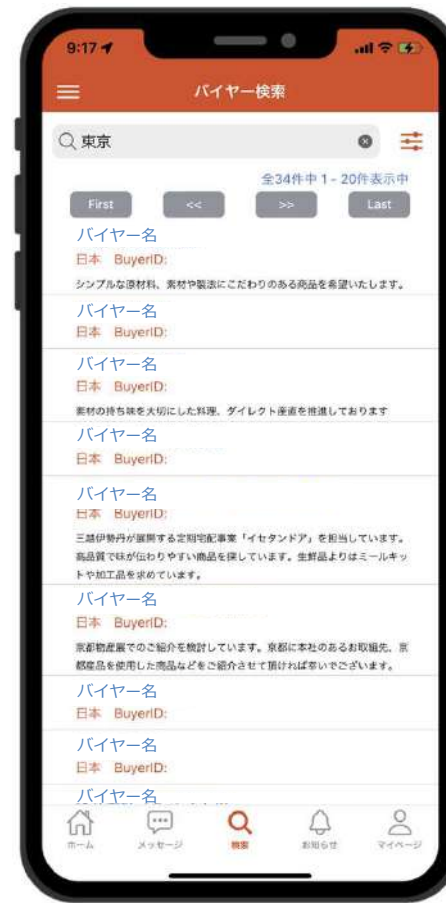 9:17
バイヤー検索
東京
全34件中 1 - 20件表示中
First << >> Last
バイヤー名
日本 BuyerID:
シンプルな原材料、素材や製法にこだわりのある商品を希望いたします。
バイヤー名
日本 BuyerID:
バイヤー名
日本 BuyerID:
素材の持ち味を大切にした料理、ダイレクト産直を推進しております
バイヤー名
日本 BuyerID:
バイヤー名
日本 BuyerID:
三越伊勢丹が展開する定期宅配事業「イセタンドア」を担当しています。
高品質で味が伝わりやすい商品を探しています。生鮮品よりはミールキッ
トや加工品を求めています。
バイヤー名
日本 BuyerID:
京都物産展でのご紹介を検討しています。京都に本社のあるお取組先、京
都産品を使用した商品などをご紹介させて頂ければ幸いでございます。
バイヤー名
日本 BuyerID:
バイヤー名
日本 BuyerID:
バイヤー名
ホーム メッセージ 検索 お知らせ マイページ